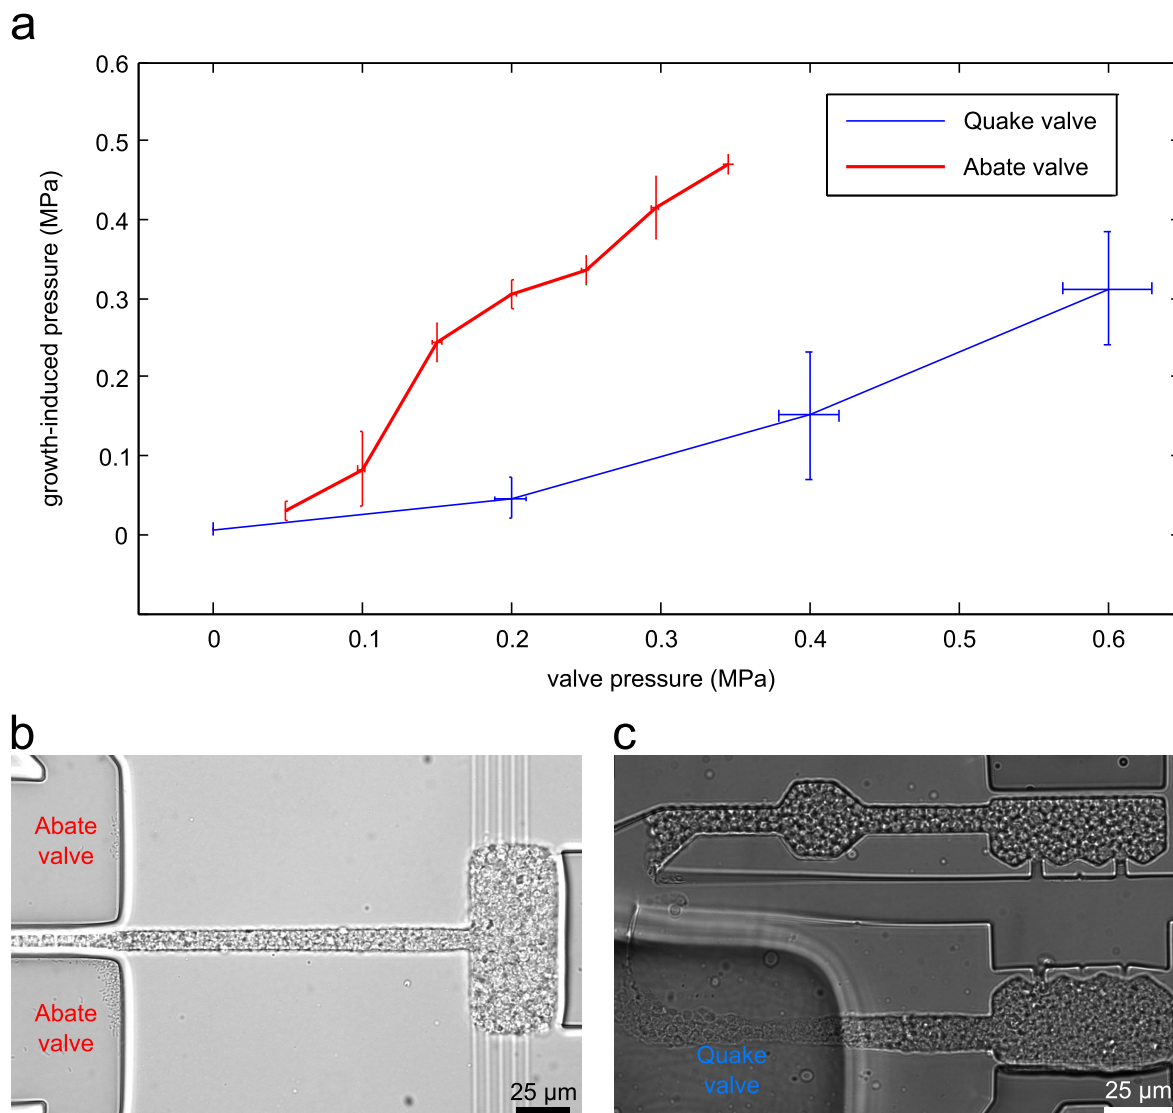 a
growth-induced pressure (MPa)
0.6
0.5
0.4
0.3
0.2
0.1
0
Quake valve
Abate valve
0 0.1 0.2 0.3 0.4 0.5 0.6
valve pressure (MPa)
b
Abate
valve
Abate
valve
25 μm
c
Quake
valve
25 μm